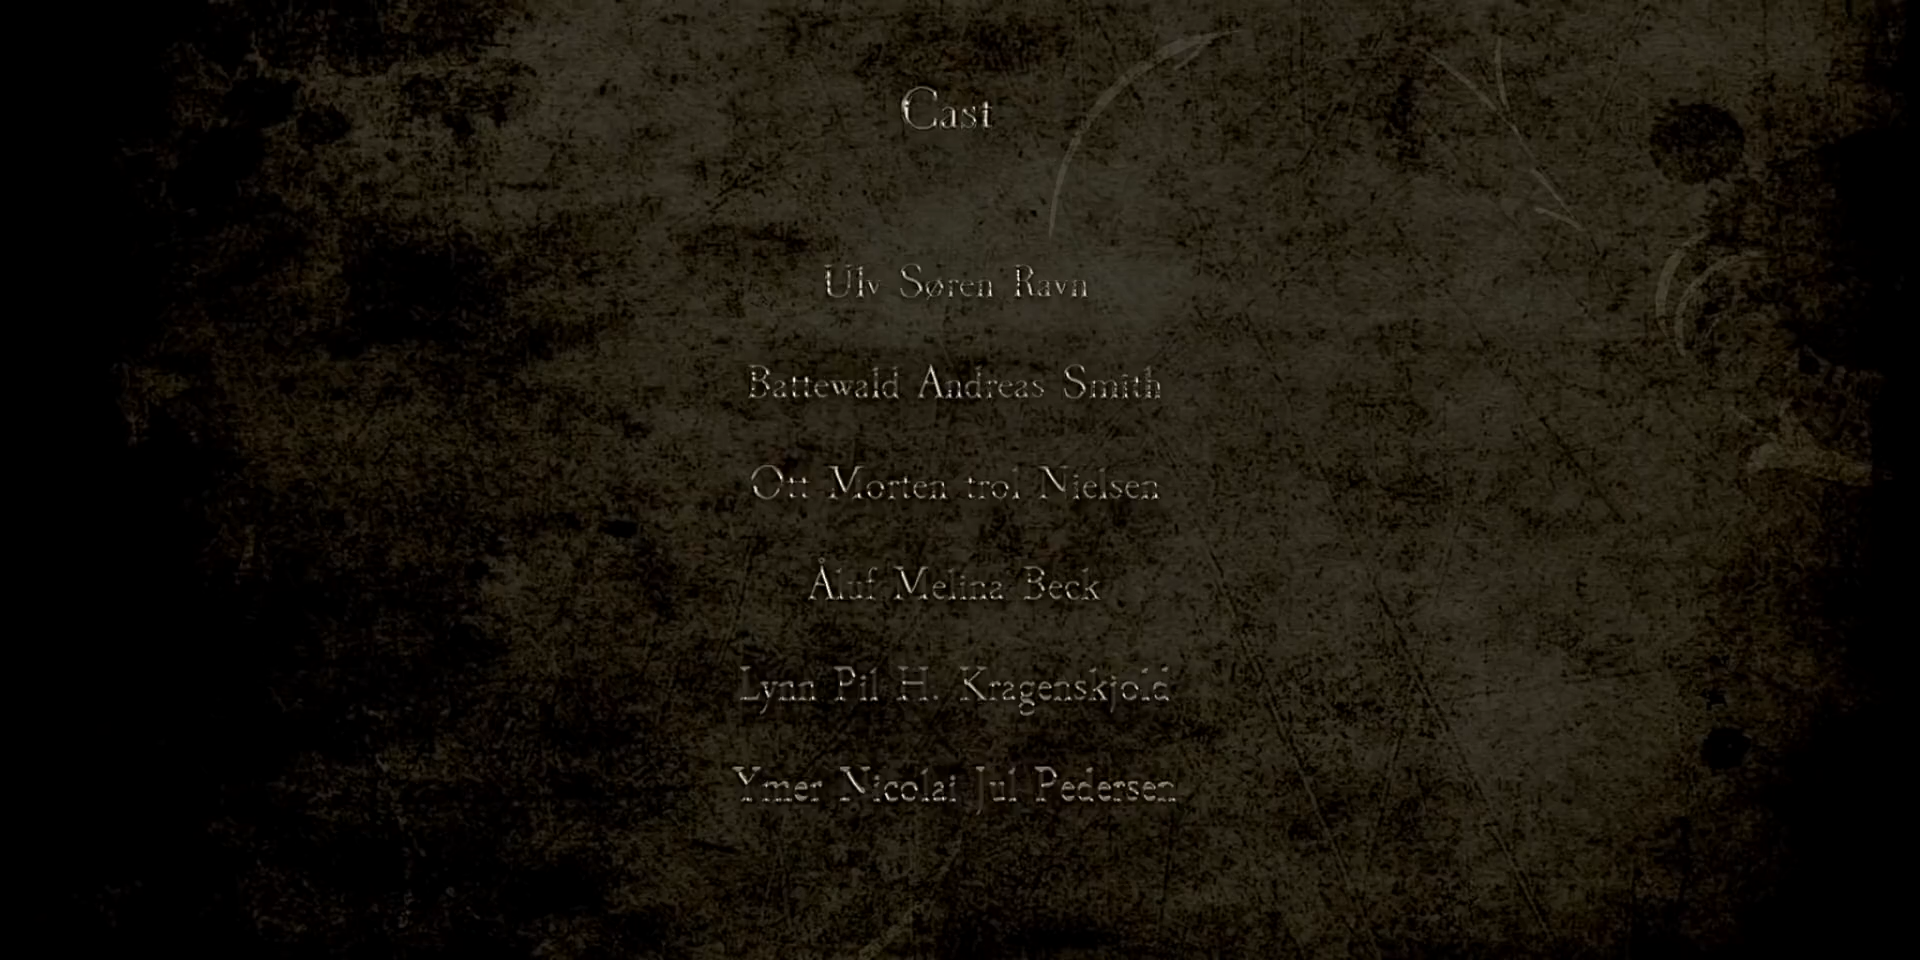 Cast
Ulv Søren Ravn
Battewald Andreas Smith
Ott Morten trol Nielsen
Åluf Melina Beck
Lynn Pil H. Kragenskjold
Ymer Nicolai Jul Pedersen